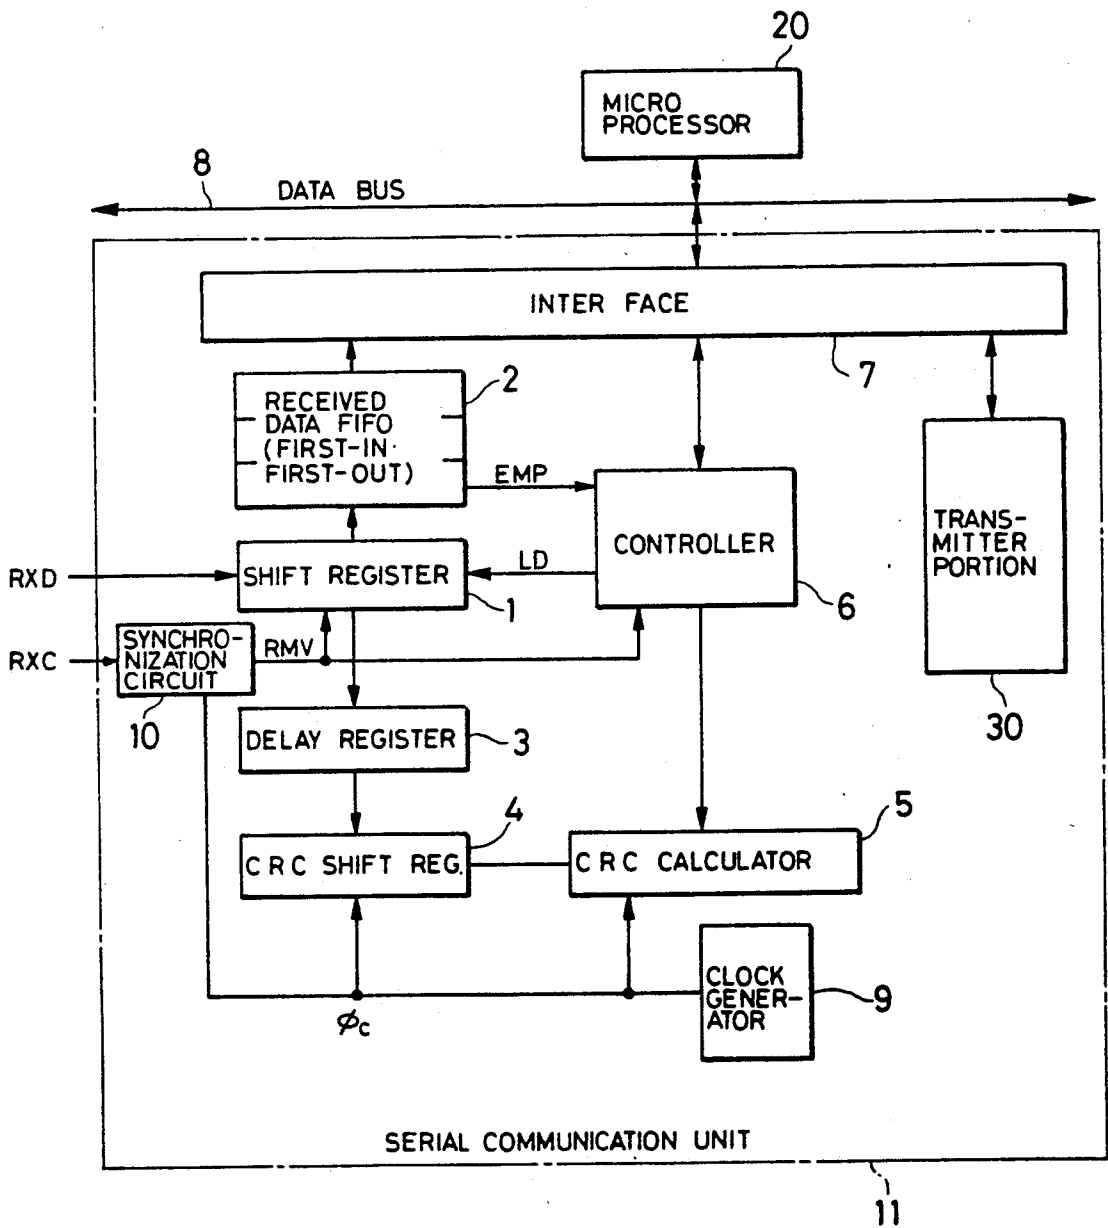 20
MICRO
PROCESSOR
8
DATA BUS
INTER FACE
7
2
RECEIVED
DATA FIFO
(FIRST-IN
FIRST-OUT)
EMP
CONTROLLER
6
TRANS-
MITTER
PORTION
30
RXD
SHIFT REGISTER
LD
1
RXC
SYNCHRO-
NIZATION
CIRCUIT
RMV
10
DELAY REGISTER
3
4
CRC SHIFT REG.
5
CRC CALCULATOR
CLOCK
GENER-
ATOR
9
φc
SERIAL COMMUNICATION UNIT
11